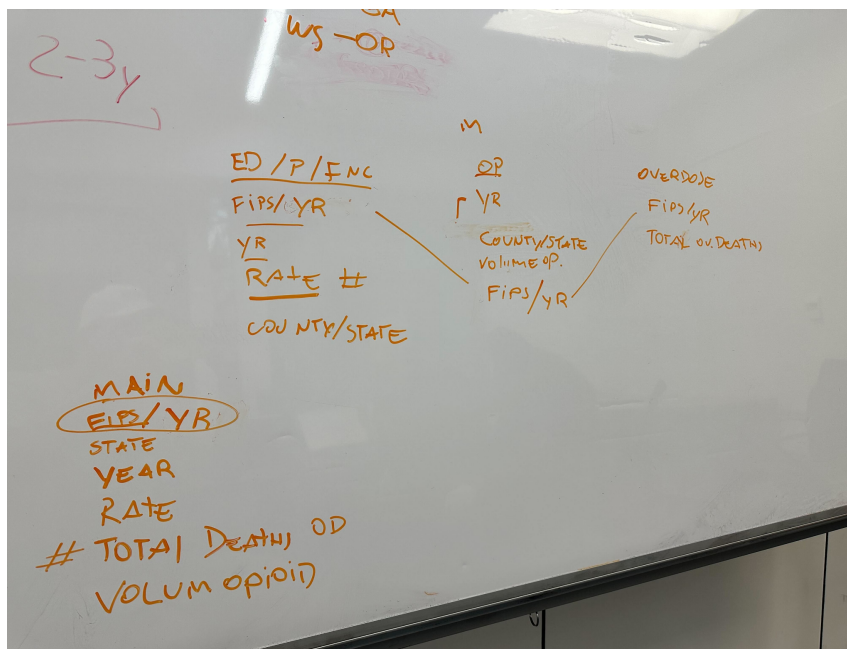 WS-OR
2-3y
M
ED/P/ENC
FiPS/YR
YR
RATE #
COUNTY/STATE
OP
YR
COUNTY/STATE
VOlUME OP.
FiPS/YR
OVERDOSE
FiPS/YR
TOTAL OV.DEATHS
MAiN
FiPS/YR
STATE
YEAR
RATE
# TOTAl DEATHS OD
VOLUM OPiOiD